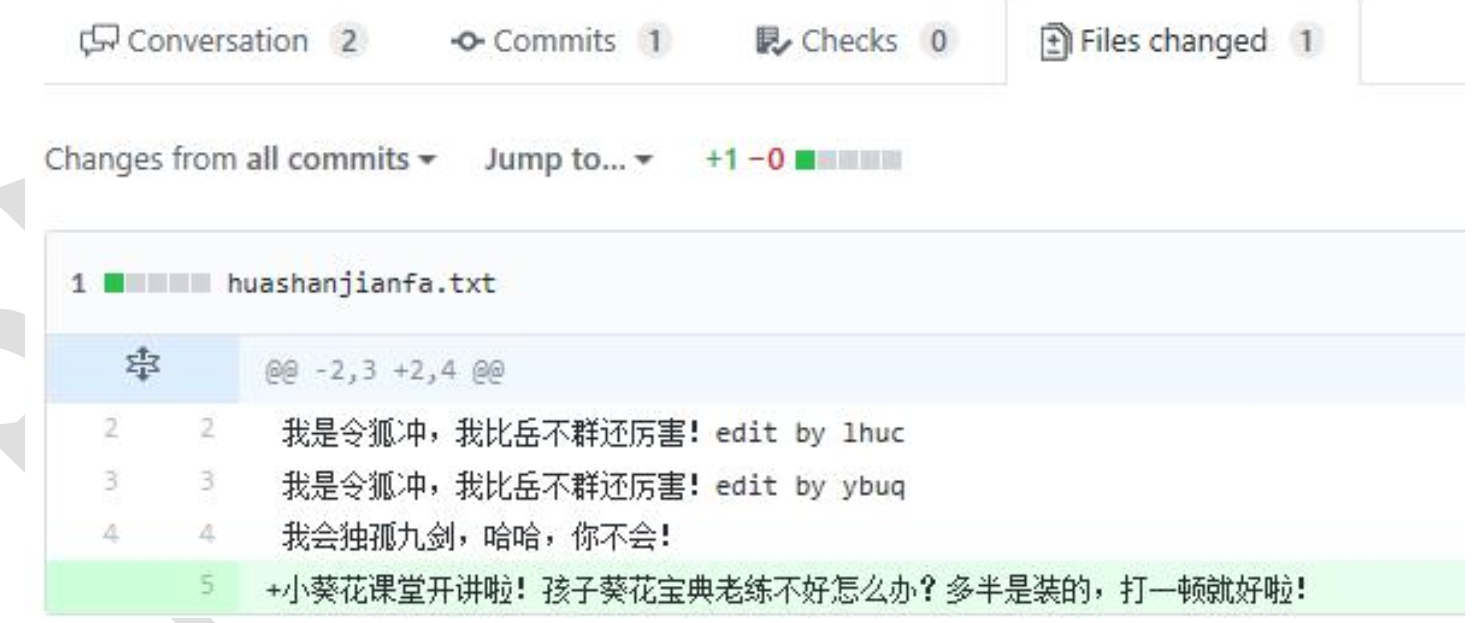 Conversation 2 Commits 1 Checks 0 Files changed 1
Changes from all commits Jump to... +1 −0
1 huashanjianfa.txt
@@ -2,3 +2,4 @@
2 2 我是令狐冲，我比岳不群还厉害！edit by lhuc
3 3 我是令狐冲，我比岳不群还厉害！edit by ybuq
4 4 我会独孤九剑，哈哈，你不会！
5 +小葵花课堂开讲啦！孩子葵花宝典老练不好怎么办？多半是装的，打一顿就好啦！